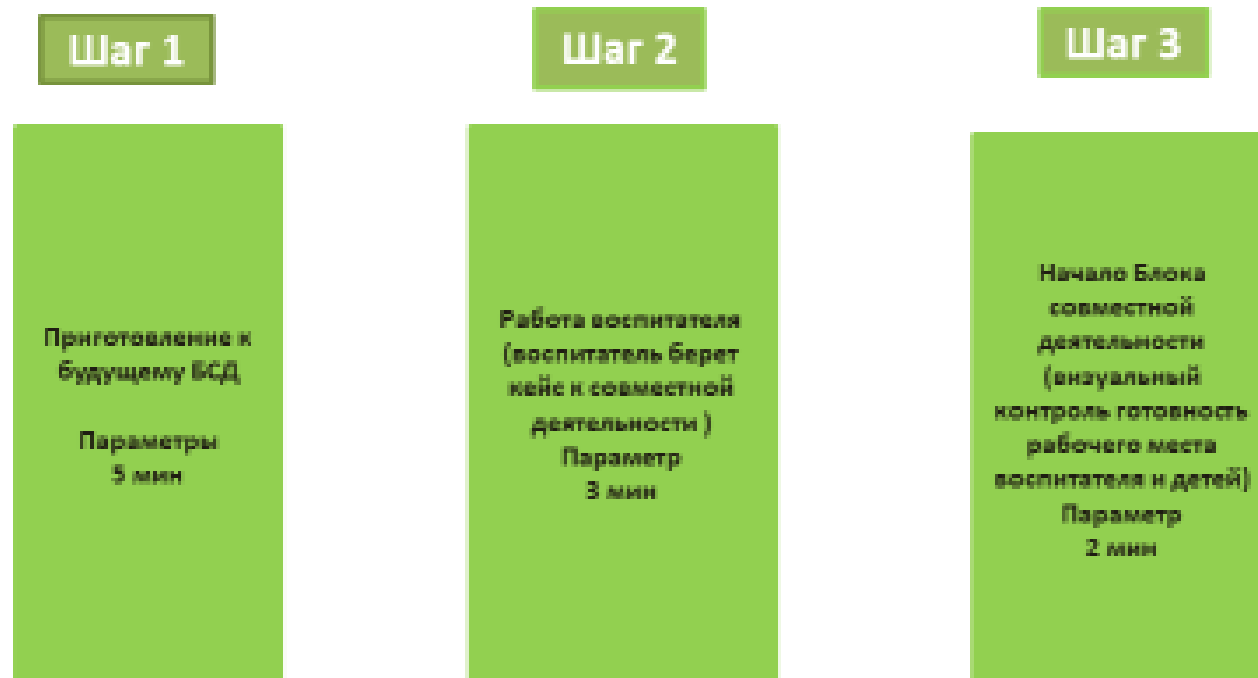 Шаг 1
Шаг 2
Шаг 3
Приготовление к
будущему БСД
Параметры
5 мин
Работа воспитателя
(воспитатель берет
кейс к совместной
деятельности )
Параметр
3 мин
Начало Блока
совместной
деятельности
(визуальный
контроль готовность
рабочего места
воспитателя и детей)
Параметр
2 мин